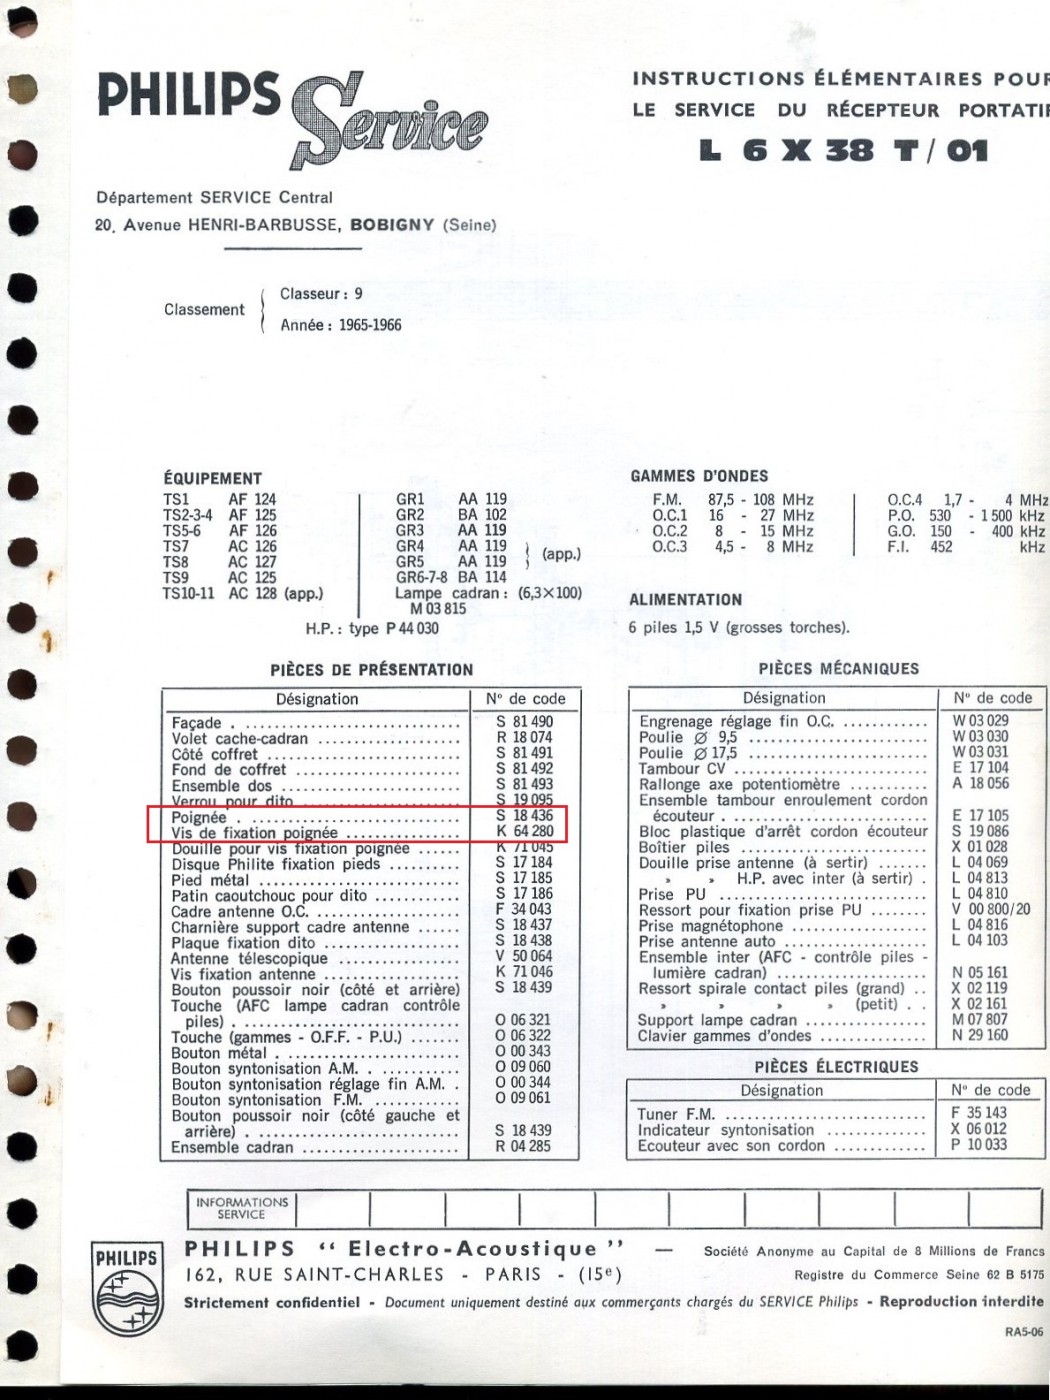 PHILIPS Service
INSTRUCTIONS ÉLÉMENTAIRES POUR
LE SERVICE DU RÉCEPTEUR PORTATIF
L 6 X 38 T/01
Département SERVICE Central
20, Avenue HENRI-BARBUSSE, BOBIGNY (Seine)
Classement
Classeur : 9
Année : 1965-1966
ÉQUIPEMENT
TS1 AF 124
TS2-3-4 AF 125
TS5-6 AF 126
TS7 AC 126
TS8 AC 127
TS9 AC 125
TS10-11 AC 128 (app.)
GR1 AA 119
GR2 BA 102
GR3 AA 119
GR4 AA 119
GR5 AA 119
(app.)
GR6-7-8 BA 114
Lampe cadran : (6,3×100)
M 03 815
H.P. : type P 44 030
GAMMES D'ONDES
F.M. 87,5 - 108 MHz
O.C.1 16 - 27 MHz
O.C.2 8 - 15 MHz
O.C.3 4,5 - 8 MHz
O.C.4 1,7 - 4 MHz
P.O. 530 - 1 500 kHz
G.O. 150 - 400 kHz
F.I. 452 kHz
ALIMENTATION
6 piles 1,5 V (grosses torches).
PIÈCES DE PRÉSENTATION
Désignation N° de code
Façade . .............................. S 81 490
Volet cache-cadran .................... R 18 074
Côté coffret .......................... S 81 491
Fond de coffret ....................... S 81 492
Ensemble dos .......................... S 81 493
Verrou pour dito ...................... S 19 095
Poignée . ............................. S 18 436
Vis de fixation poignée ............... K 64 280
Douille pour vis fixation poignée ...... K 71 045
Disque Philite fixation pieds .......... S 17 184
Pied métal ............................ S 17 185
Patin caoutchouc pour dito ............ S 17 186
Cadre antenne O.C. .................... F 34 043
Charnière support cadre antenne ...... S 18 437
Plaque fixation dito ................... S 18 438
Antenne télescopique .................. V 50 064
Vis fixation antenne ................... K 71 046
Bouton poussoir noir (côté et arrière) S 18 439
Touche (AFC lampe cadran contrôle
piles) . .............................. O 06 321
Touche (gammes - O.F.F. - P.U.) ....... O 06 322
Bouton métal . ........................ O 00 343
Bouton syntonisation A.M. . ........... O 09 060
Bouton syntonisation réglage fin A.M. . O 00 344
Bouton syntonisation F.M. ............. O 09 061
Bouton poussoir noir (côté gauche et
arrière) . ............................ S 18 439
Ensemble cadran ....................... R 04 285
PIÈCES MÉCANIQUES
Désignation N° de code
Engrenage réglage fin O.C. ............ W 03 029
Poulie ∅ 9,5 .......................... W 03 030
Poulie ∅ 17,5 ......................... W 03 031
Tambour CV ............................ E 17 104
Rallonge axe potentiomètre ............ A 18 056
Ensemble tambour enroulement cordon
écouteur . ............................ E 17 105
Bloc plastique d'arrêt cordon écouteur S 19 086
Boîtier piles ......................... X 01 028
Douille prise antenne (à sertir) ....... L 04 069
» » H.P. avec inter (à sertir) . L 04 813
Prise PU .............................. L 04 810
Ressort pour fixation prise PU ........ V 00 800/20
Prise magnétophone .................... L 04 816
Prise antenne auto .................... L 04 103
Ensemble inter (AFC - contrôle piles -
lumière cadran) ....................... N 05 161
Ressort spirale contact piles (grand) .. X 02 119
» » » » (petit) . . X 02 161
Support lampe cadran .................. M 07 807
Clavier gammes d'ondes ................ N 29 160
PIÈCES ÉLECTRIQUES
Désignation N° de code
Tuner F.M. ............................ F 35 143
Indicateur syntonisation .............. X 06 012
Ecouteur avec son cordon .............. P 10 033
INFORMATIONS
SERVICE
PHILIPS
PHILIPS “ Electro-Acoustique ” — Société Anonyme au Capital de 8 Millions de Francs
162, RUE SAINT-CHARLES - PARIS - (15e) Registre du Commerce Seine 62 B 5175
Strictement confidentiel - Document uniquement destiné aux commerçants chargés du SERVICE Philips - Reproduction interdite
RA5-06